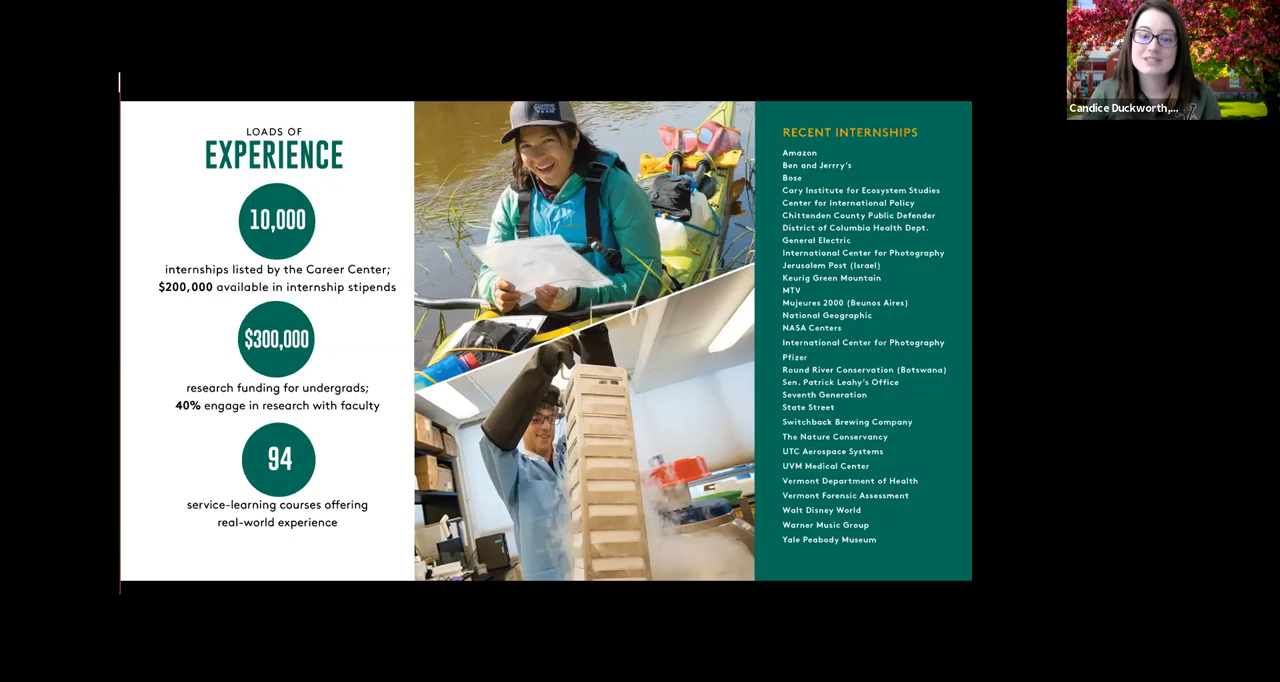 LOADS OF
EXPERIENCE
10,000
internships listed by the Career Center;
$200,000 available in internship stipends
$300,000
research funding for undergrads;
40% engage in research with faculty
94
service-learning courses offering
real-world experience
RECENT INTERNSHIPS
Amazon
Ben and Jerrry's
Bose
Cary Institute for Ecosystem Studies
Center for International Policy
Chittenden County Public Defender
District of Columbia Health Dept.
General Electric
International Center for Photography
Jerusalem Post (Israel)
Keurig Green Mountain
MTV
Mujeures 2000 (Beunos Aires)
National Geographic
NASA Centers
International Center for Photography
Pfizer
Round River Conservation (Botswana)
Sen. Patrick Leahy's Office
Seventh Generation
State Street
Switchback Brewing Company
The Nature Conservancy
UTC Aerospace Systems
UVM Medical Center
Vermont Department of Health
Vermont Forensic Assessment
Walt Disney World
Warner Music Group
Yale Peabody Museum
Candice Duckworth,...